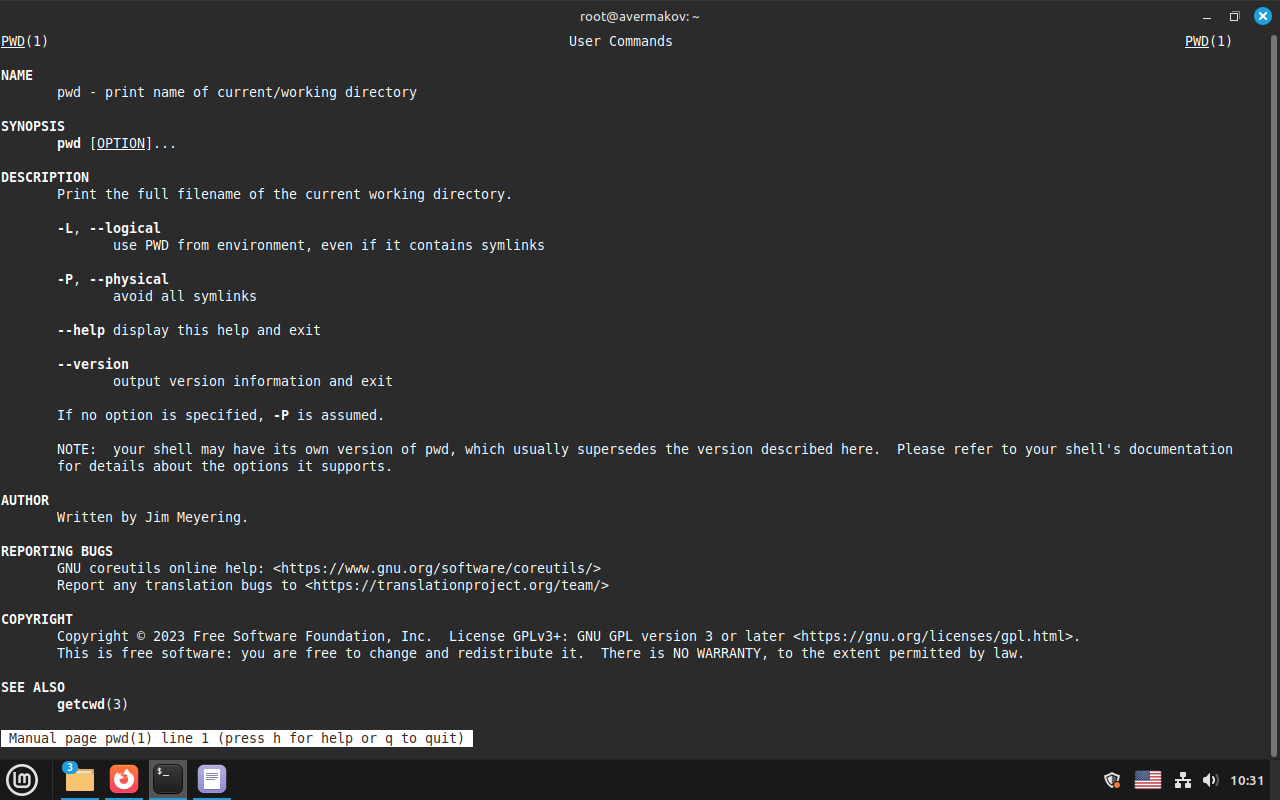 root@avermakov: ~
PWD(1) User Commands PWD(1)
NAME
pwd - print name of current/working directory
SYNOPSIS
pwd [OPTION]...
DESCRIPTION
Print the full filename of the current working directory.
-L, --logical
use PWD from environment, even if it contains symlinks
-P, --physical
avoid all symlinks
--help display this help and exit
--version
output version information and exit
If no option is specified, -P is assumed.
NOTE:  your shell may have its own version of pwd, which usually supersedes the version described here.  Please refer to your shell's documentation
for details about the options it supports.
AUTHOR
Written by Jim Meyering.
REPORTING BUGS
GNU coreutils online help: <https://www.gnu.org/software/coreutils/>
Report any translation bugs to <https://translationproject.org/team/>
COPYRIGHT
Copyright © 2023 Free Software Foundation, Inc.  License GPLv3+: GNU GPL version 3 or later <https://gnu.org/licenses/gpl.html>.
This is free software: you are free to change and redistribute it.  There is NO WARRANTY, to the extent permitted by law.
SEE ALSO
getcwd(3)
Manual page pwd(1) line 1 (press h for help or q to quit)
3
$_
10:31